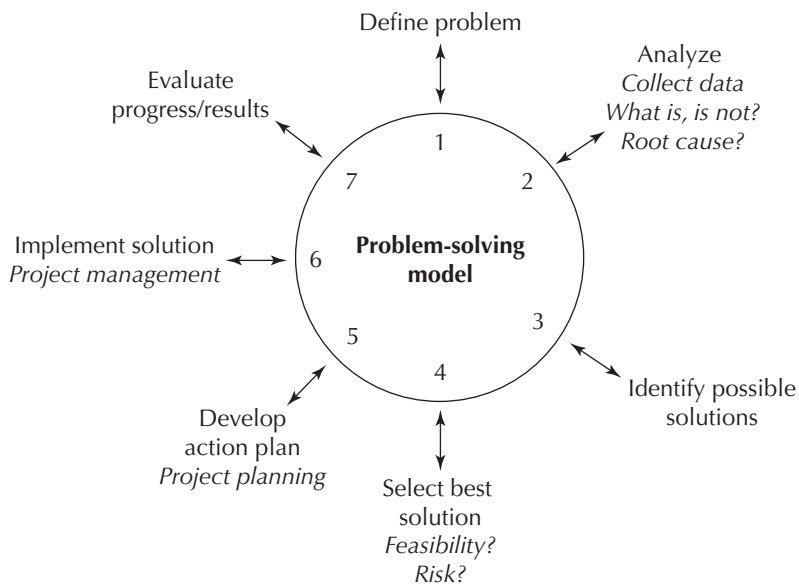 Define problem
1
Analyze
Collect data
What is, is not?
Root cause?
2
3
Identify possible
solutions
4
Select best
solution
Feasibility?
Risk?
5
Develop
action plan
Project planning
6
Implement solution
Project management
7
Evaluate
progress/results
Problem-solving
model